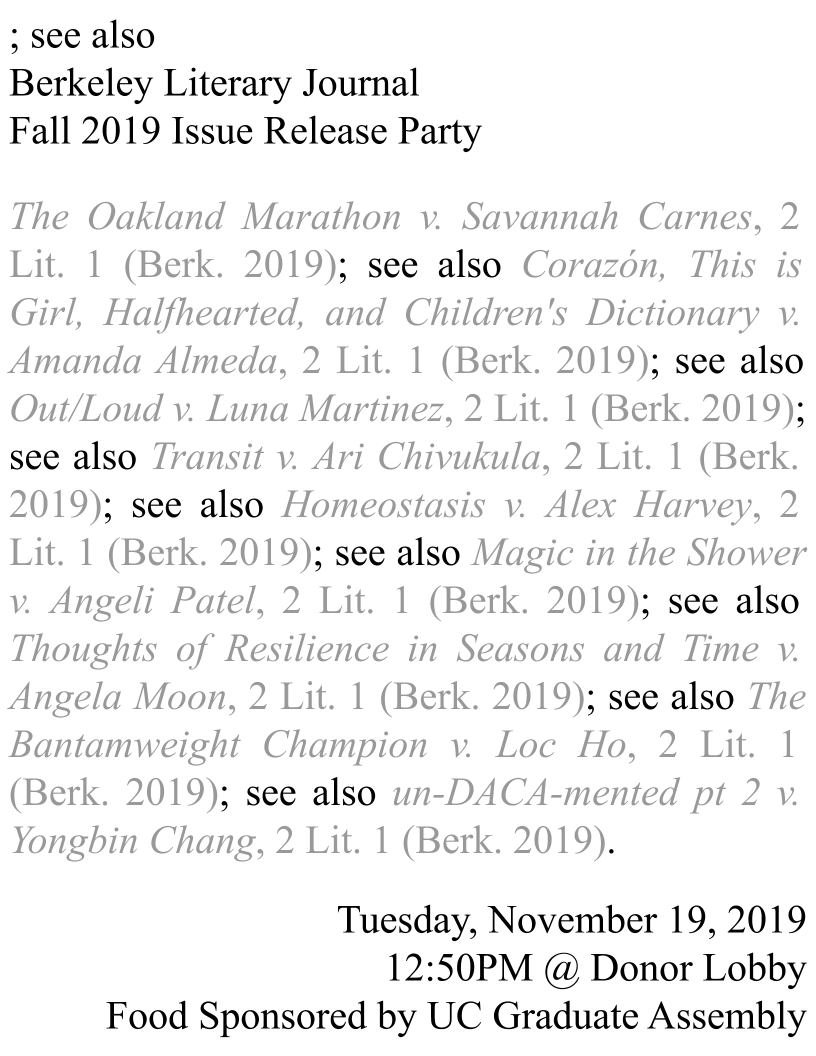 ; see also
Berkeley Literary Journal
Fall 2019 Issue Release Party
The Oakland Marathon v. Savannah Carnes, 2
Lit. 1 (Berk. 2019); see also Corazón, This is
Girl, Halfhearted, and Children's Dictionary v.
Amanda Almeda, 2 Lit. 1 (Berk. 2019); see also
Out/Loud v. Luna Martinez, 2 Lit. 1 (Berk. 2019);
see also Transit v. Ari Chivukula, 2 Lit. 1 (Berk.
2019); see also Homeostasis v. Alex Harvey, 2
Lit. 1 (Berk. 2019); see also Magic in the Shower
v. Angeli Patel, 2 Lit. 1 (Berk. 2019); see also
Thoughts of Resilience in Seasons and Time v.
Angela Moon, 2 Lit. 1 (Berk. 2019); see also The
Bantamweight Champion v. Loc Ho, 2 Lit. 1
(Berk. 2019); see also un-DACA-mented pt 2 v.
Yongbin Chang, 2 Lit. 1 (Berk. 2019).
Tuesday, November 19, 2019
12:50PM @ Donor Lobby
Food Sponsored by UC Graduate Assembly